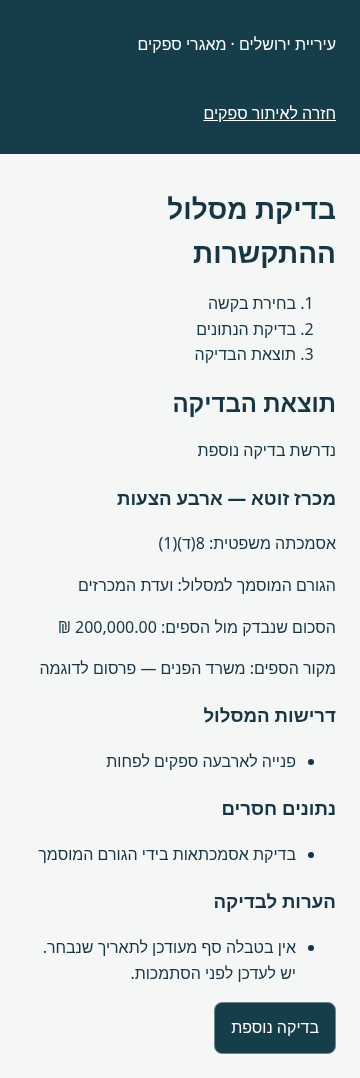 עיריית ירושלים · מאגרי ספקים
חזרה לאיתור ספקים
בדיקת מסלול
ההתקשרות
1. בחירת בקשה
2. בדיקת הנתונים
3. תוצאת הבדיקה
תוצאת הבדיקה
נדרשת בדיקה נוספת
מכרז זוטא — ארבע הצעות
אסמכתה משפטית: 8(ד)(1)
הגורם המוסמך למסלול: ועדת המכרזים
הסכום שנבדק מול הספים: 200,000.00 ₪
מקור הספים: משרד הפנים — פרסום לדוגמה
דרישות המסלול
• פנייה לארבעה ספקים לפחות
נתונים חסרים
• בדיקת אסמכתאות בידי הגורם המוסמך
הערות לבדיקה
• אין בטבלה סף מעודכן לתאריך שנבחר.
יש לעדכן לפני הסתמכות.
בדיקה נוספת